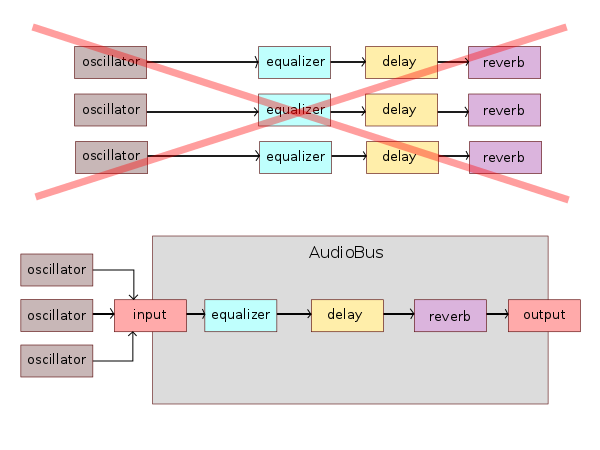 oscillator equalizer delay reverb
oscillator equalizer delay reverb
oscillator equalizer delay reverb
AudioBus
oscillator
oscillator input equalizer delay reverb output
oscillator